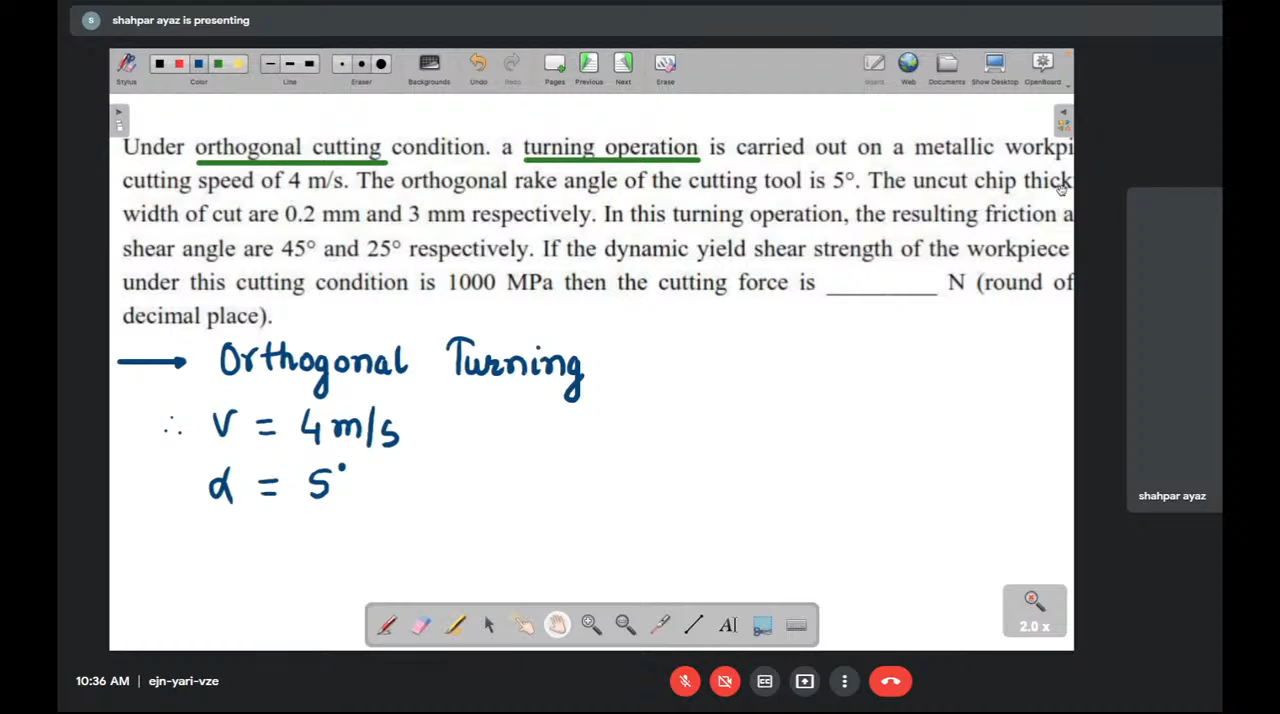 s shahpar ayaz is presenting
Stylus Color Line Eraser Backgrounds Undo Pages Previous Next Erase Board Web Documents Show Desktop OpenBoard
Under orthogonal cutting condition. a turning operation is carried out on a metallic workpi
cutting speed of 4 m/s. The orthogonal rake angle of the cutting tool is 5°. The uncut chip thick
width of cut are 0.2 mm and 3 mm respectively. In this turning operation, the resulting friction a
shear angle are 45° and 25° respectively. If the dynamic yield shear strength of the workpiece
under this cutting condition is 1000 MPa then the cutting force is _________ N (round of
decimal place).
→ Orthogonal Turning
∴ V = 4 m/s
α = 5°
shahpar ayaz
AI
2.0 x
10:36 AM | ejn-yari-vze